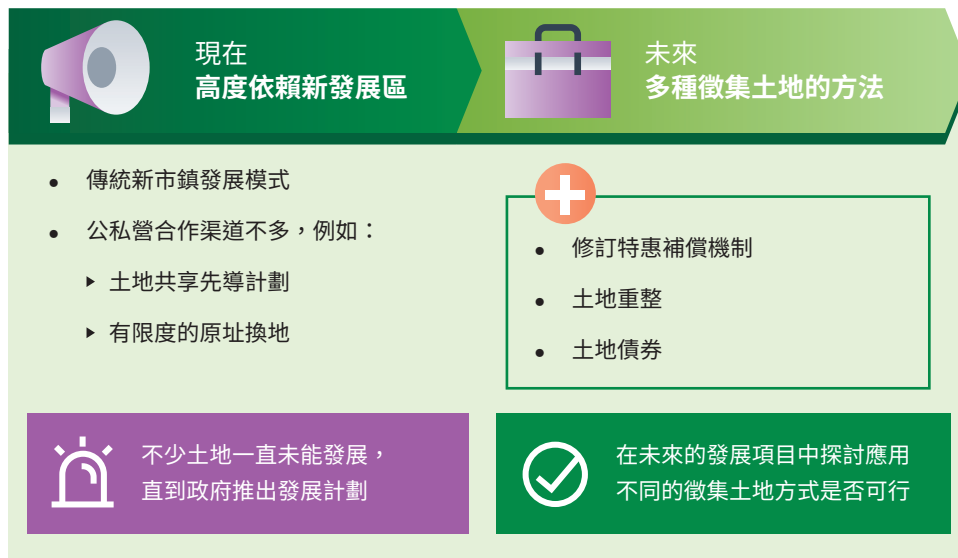 現在
高度依賴新發展區
未來
多種徵集土地的方法
• 傳統新市鎮發展模式
• 公私營合作渠道不多，例如：
▸ 土地共享先導計劃
▸ 有限度的原址換地
• 修訂特惠補償機制
• 土地重整
• 土地債券
不少土地一直未能發展，
直到政府推出發展計劃
在未來的發展項目中探討應用
不同的徵集土地方式是否可行